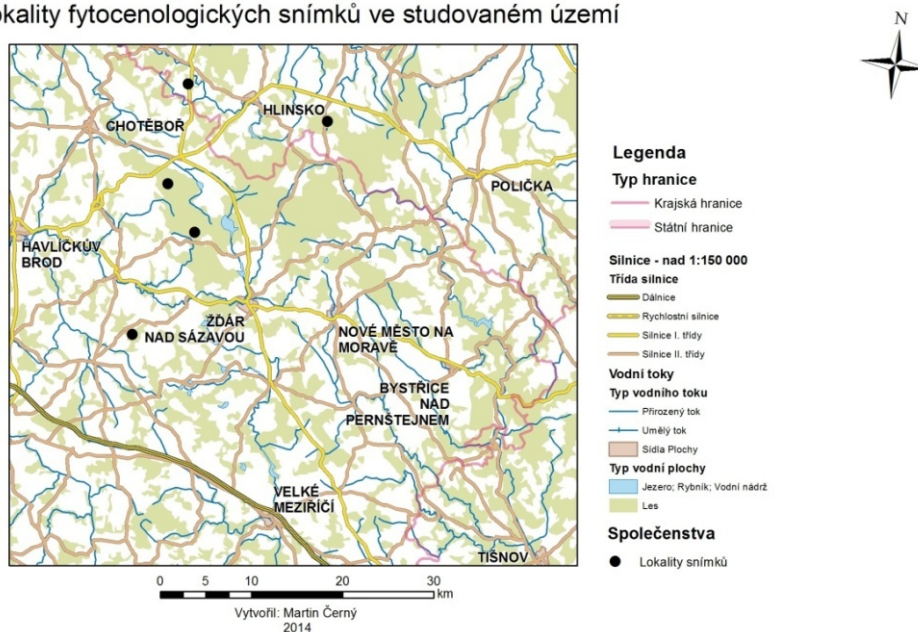 okality fytocenologických snímků ve studovaném území
N
CHOTĚBOŘ
HLINSKO
POLIČKA
HAVLÍČKŮV
BROD
ŽĎÁR
NAD SÁZAVOU
NOVÉ MĚSTO NA
MORAVĚ
BYSTŘICE
NAD
PERNŠTEJNEM
VELKÉ
MEZIŘÍČÍ
TIŠNOV
0 5 10 20 30
km
Vytvořil: Martin Černý
2014
Legenda
Typ hranice
Krajská hranice
Státní hranice
Silnice - nad 1:150 000
Třída silnice
Dálnice
Rychlostní silnice
Silnice I. třídy
Silnice II. třídy
Vodní toky
Typ vodního toku
Přirozený tok
Umělý tok
Sídla Plochy
Typ vodní plochy
Jezero; Rybník; Vodní nádrž
Les
Společenstva
Lokality snímků